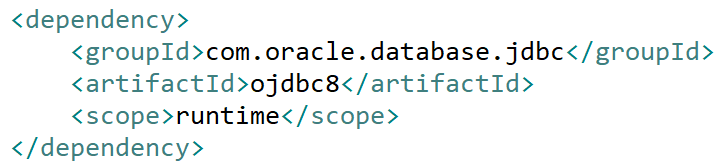 <dependency>
    <groupId>com.oracle.database.jdbc</groupId>
    <artifactId>ojdbc8</artifactId>
    <scope>runtime</scope>
</dependency>